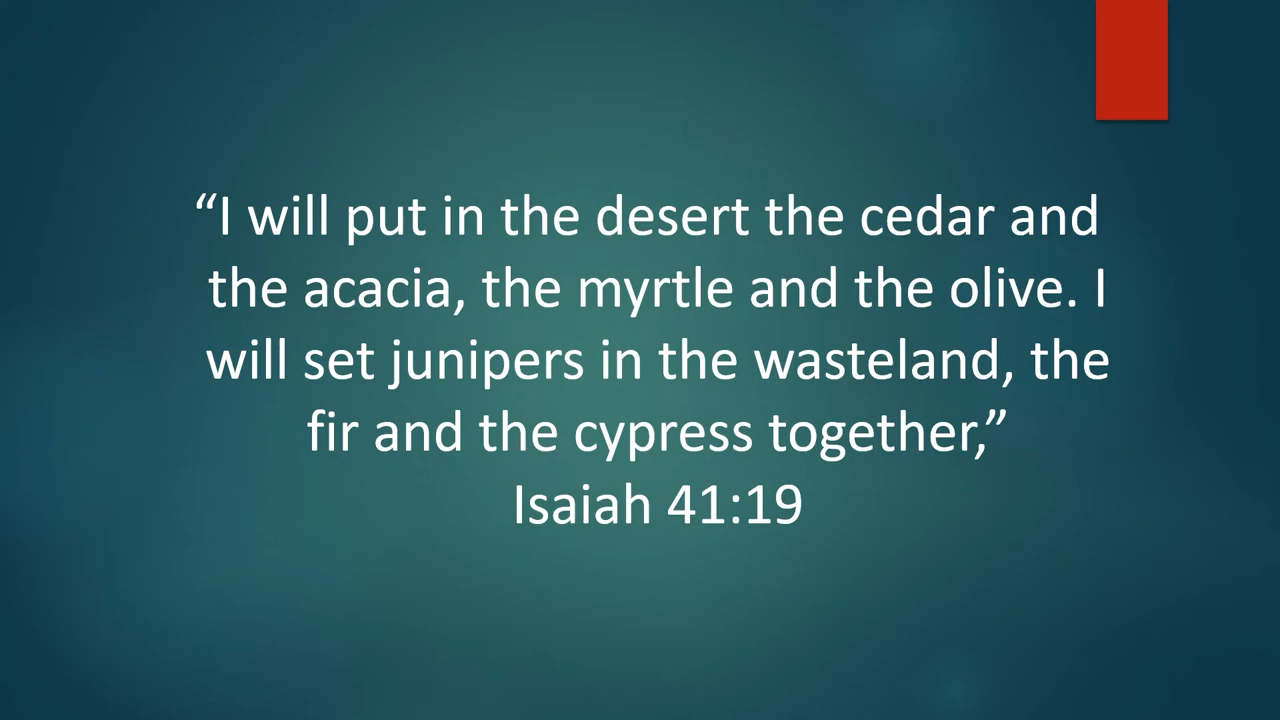 “I will put in the desert the cedar and
the acacia, the myrtle and the olive. I
will set junipers in the wasteland, the
fir and the cypress together,”
Isaiah 41:19